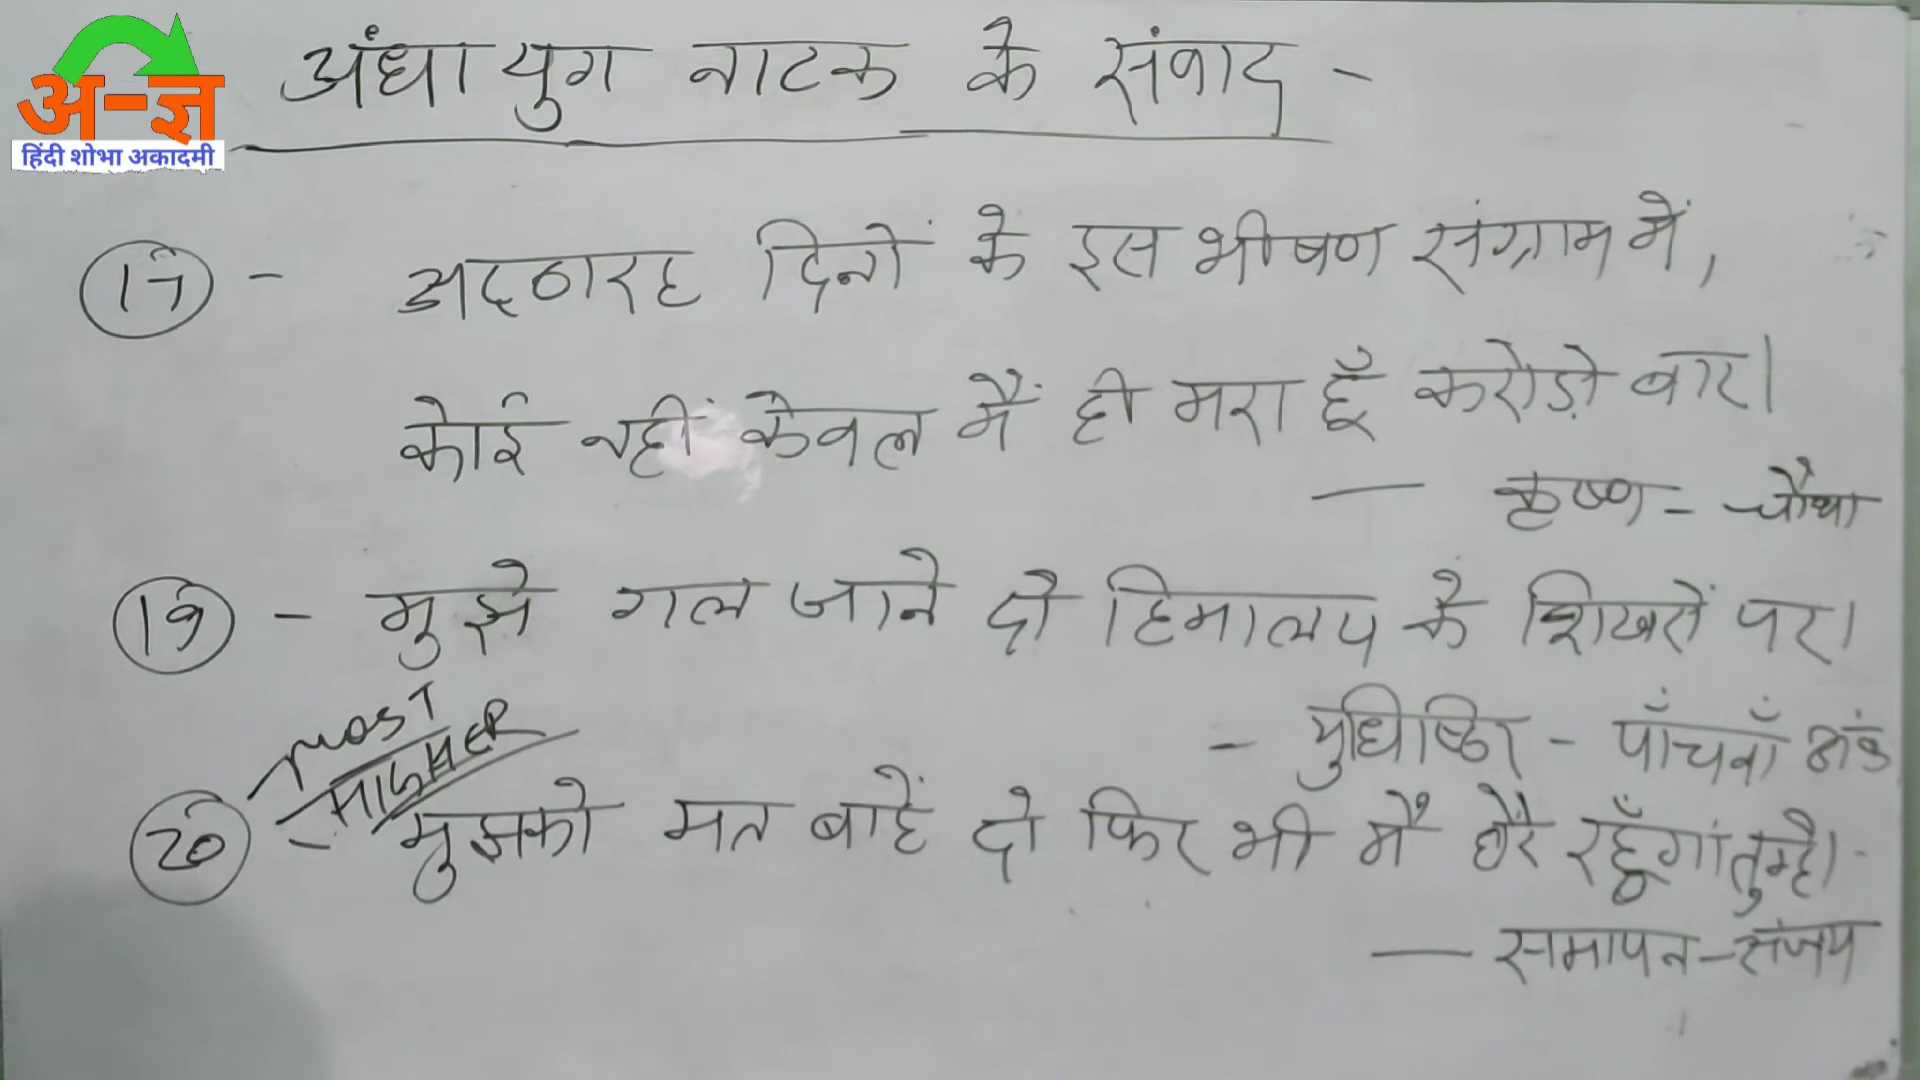 अ-ज्ञ
हिंदी शोभा अकादमी
अंधा युग नाटक के संवाद -
17 - अट्ठारह दिनों के इस भीषण संग्राम में,
कोई नहीं केवल मैं ही मरा हूँ करोड़ो बार।
— कृष्ण - चौथा
19 - मुझे गल जाने दो हिमालय के शिखरों पर।
- युधिष्ठिर - पाँचवाँ अंक
MOST
HIGHER
20 - मुझको मत बाहें दो फिर भी मैं घेरे रहूँगा तुम्हे।
— समापन - संजय